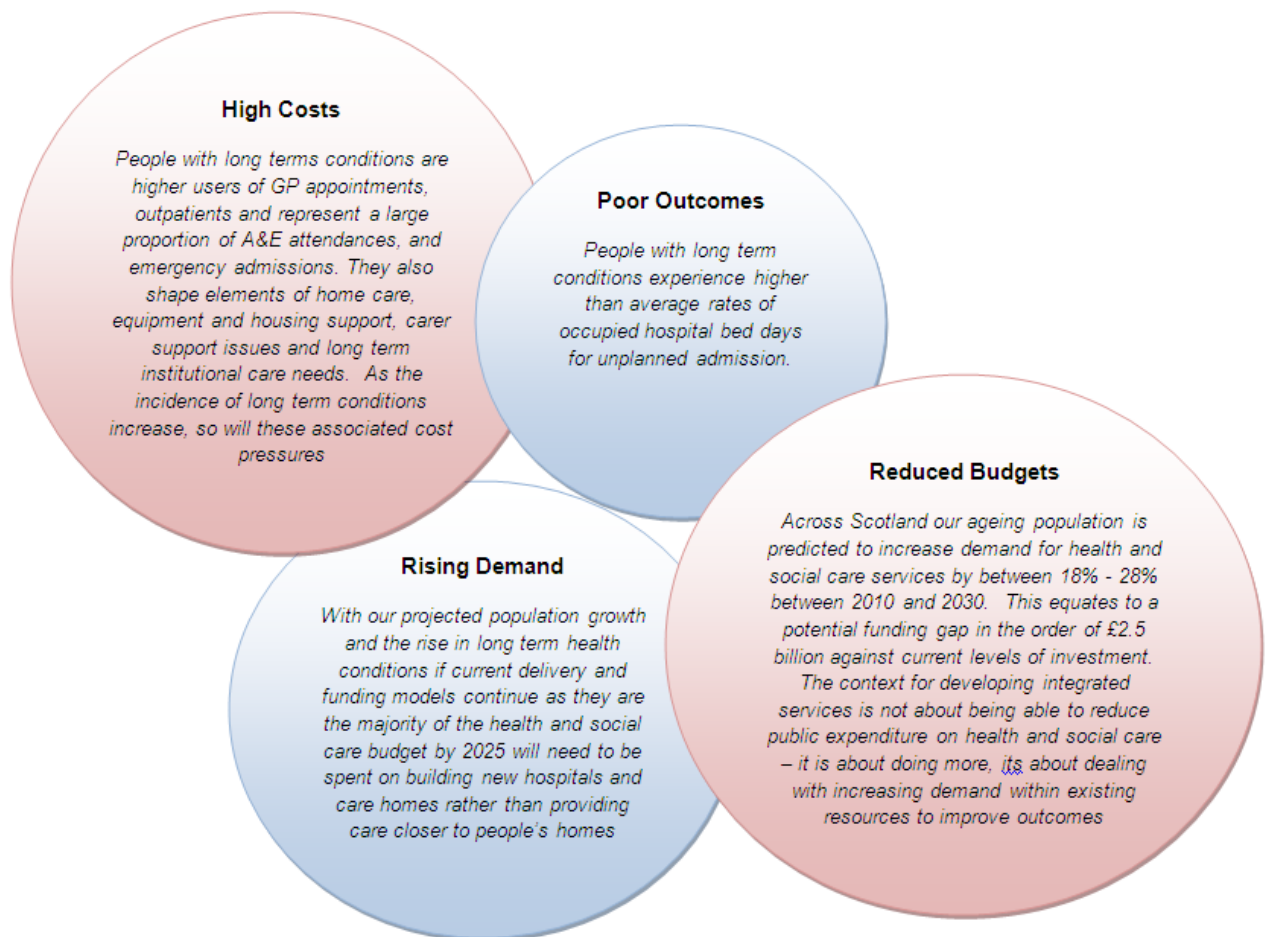 High Costs
People with long terms conditions are
higher users of GP appointments,
outpatients and represent a large
proportion of A&E attendances, and
emergency admissions. They also
shape elements of home care,
equipment and housing support, carer
support issues and long term
institutional care needs.  As the
incidence of long term conditions
increase, so will these associated cost
pressures
Poor Outcomes
People with long term
conditions experience higher
than average rates of
occupied hospital bed days
for unplanned admission.
Rising Demand
With our projected population growth
and the rise in long term health
conditions if current delivery and
funding models continue as they are
the majority of the health and social
care budget by 2025 will need to be
spent on building new hospitals and
care homes rather than providing
care closer to people's homes
Reduced Budgets
Across Scotland our ageing population is
predicted to increase demand for health and
social care services by between 18% - 28%
between 2010 and 2030.  This equates to a
potential funding gap in the order of £2.5
billion against current levels of investment.
The context for developing integrated
services is not about being able to reduce
public expenditure on health and social care
– it is about doing more, its about dealing
with increasing demand within existing
resources to improve outcomes